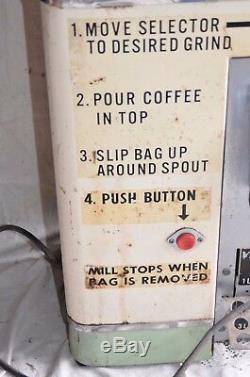 1. MOVE SELECTOR
TO DESIRED GRIND
2. POUR COFFEE
IN TOP
3. SLIP BAG UP
AROUND SPOUT
4. PUSH BUTTON
MILL STOPS WHEN
BAG IS REMOVED